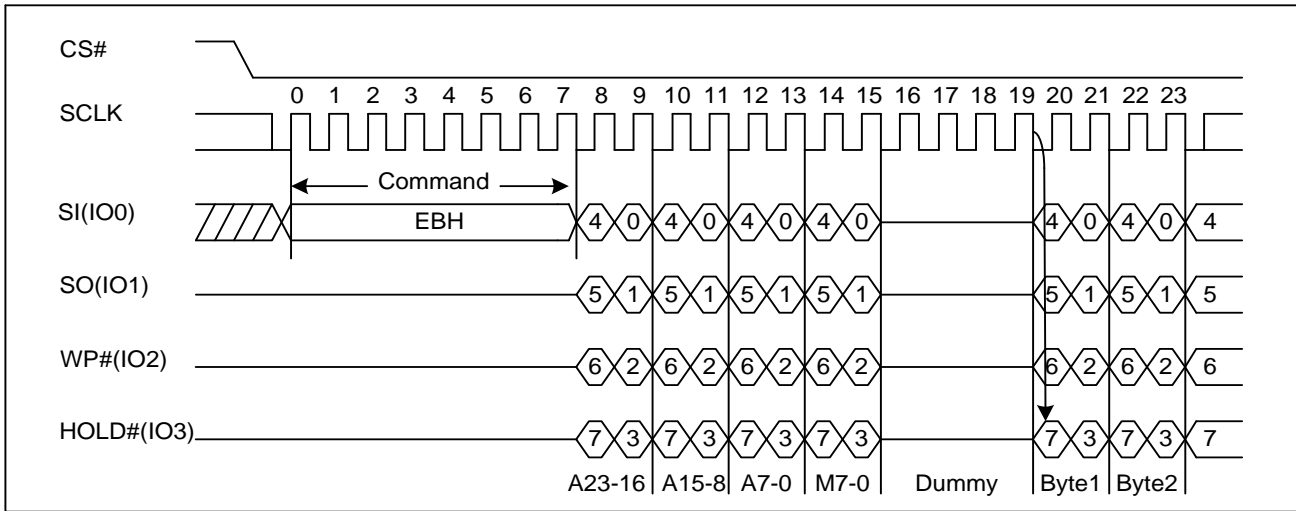 CS#
0 1 2 3 4 5 6 7 8 9 10 11 12 13 14 15 16 17 18 19 20 21 22 23
SCLK
Command
SI(IO0) EBH 4 0 4 0 4 0 4 0 4 0 4 0 4
SO(IO1) 5 1 5 1 5 1 5 1 5 1 5 1 5
WP#(IO2) 6 2 6 2 6 2 6 2 6 2 6 2 6
HOLD#(IO3) 7 3 7 3 7 3 7 3 7 3 7 3 7
A23-16 A15-8 A7-0 M7-0 Dummy Byte1 Byte2